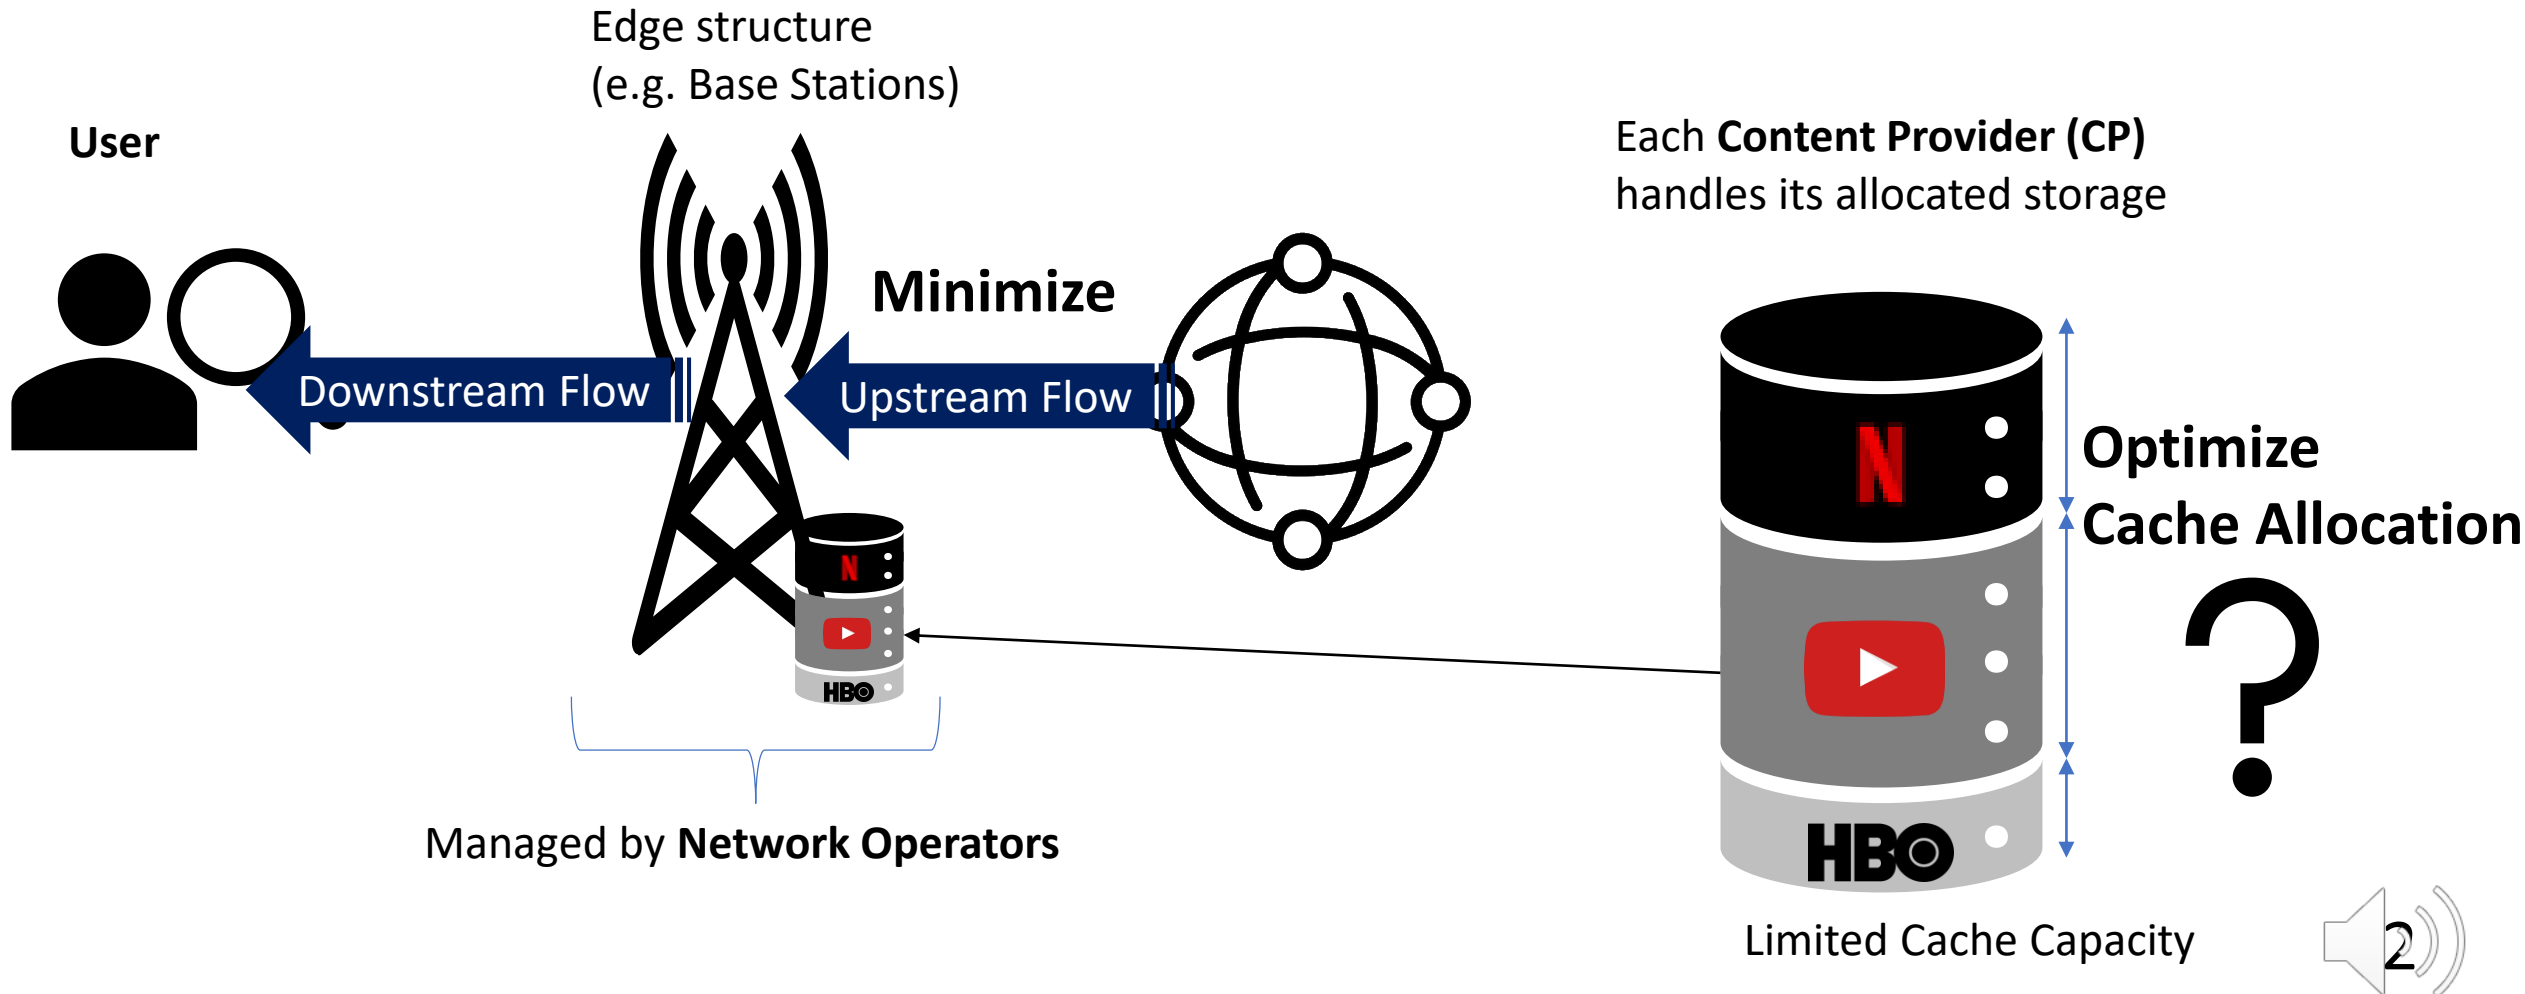 Edge structure
(e.g. Base Stations)
User
Each Content Provider (CP)
handles its allocated storage
Minimize
Downstream Flow
Upstream Flow
N
Optimize
Cache Allocation
N
HBO
HBO
Managed by Network Operators
Limited Cache Capacity
2